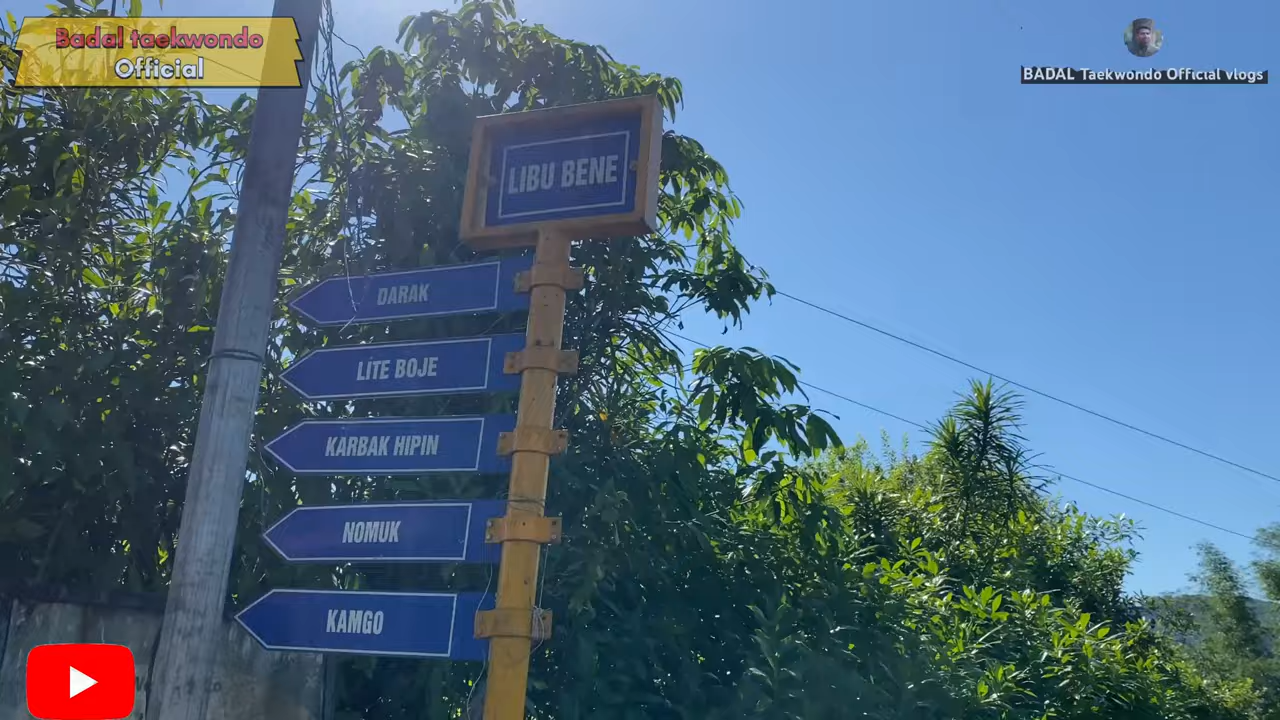 Badal taekwondo
Official
BADAL Taekwondo Official vlogs
LIBU BENE
DARAK
LITE BOJE
KARBAK HIPIN
NOMUK
KAMGO